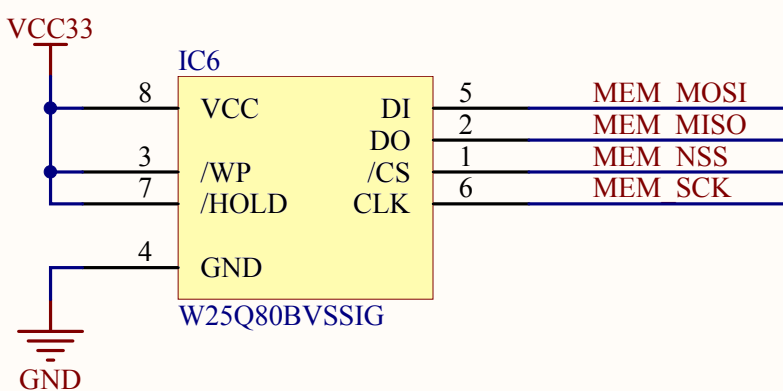 VCC33
IC6
8 VCC DI 5 MEM_MOSI
DO 2 MEM_MISO
3 /WP /CS 1 MEM_NSS
7 /HOLD CLK 6 MEM_SCK
4 GND
W25Q80BVSSIG
GND